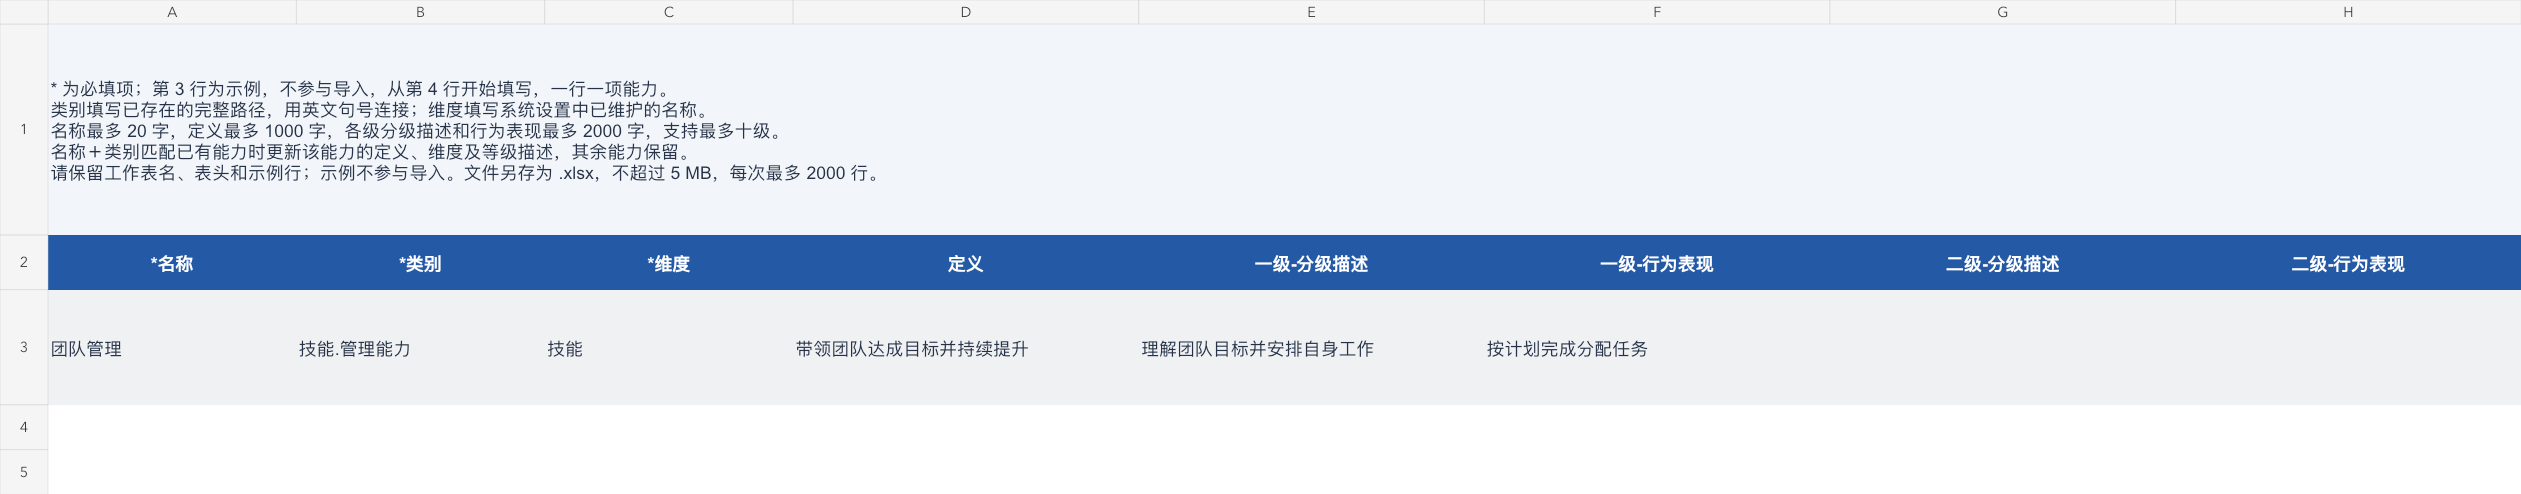 A B C D E F G H
1
* 为必填项；第 3 行为示例，不参与导入，从第 4 行开始填写，一行一项能力。
类别填写已存在的完整路径，用英文句号连接；维度填写系统设置中已维护的名称。
名称最多 20 字，定义最多 1000 字，各级分级描述和行为表现最多 2000 字，支持最多十级。
名称＋类别匹配已有能力时更新该能力的定义、维度及等级描述，其余能力保留。
请保留工作表名、表头和示例行；示例不参与导入。文件另存为 .xlsx，不超过 5 MB，每次最多 2000 行。
2 *名称 *类别 *维度 定义 一级-分级描述 一级-行为表现 二级-分级描述 二级-行为表现
3 团队管理 技能.管理能力 技能 带领团队达成目标并持续提升 理解团队目标并安排自身工作 按计划完成分配任务
4
5